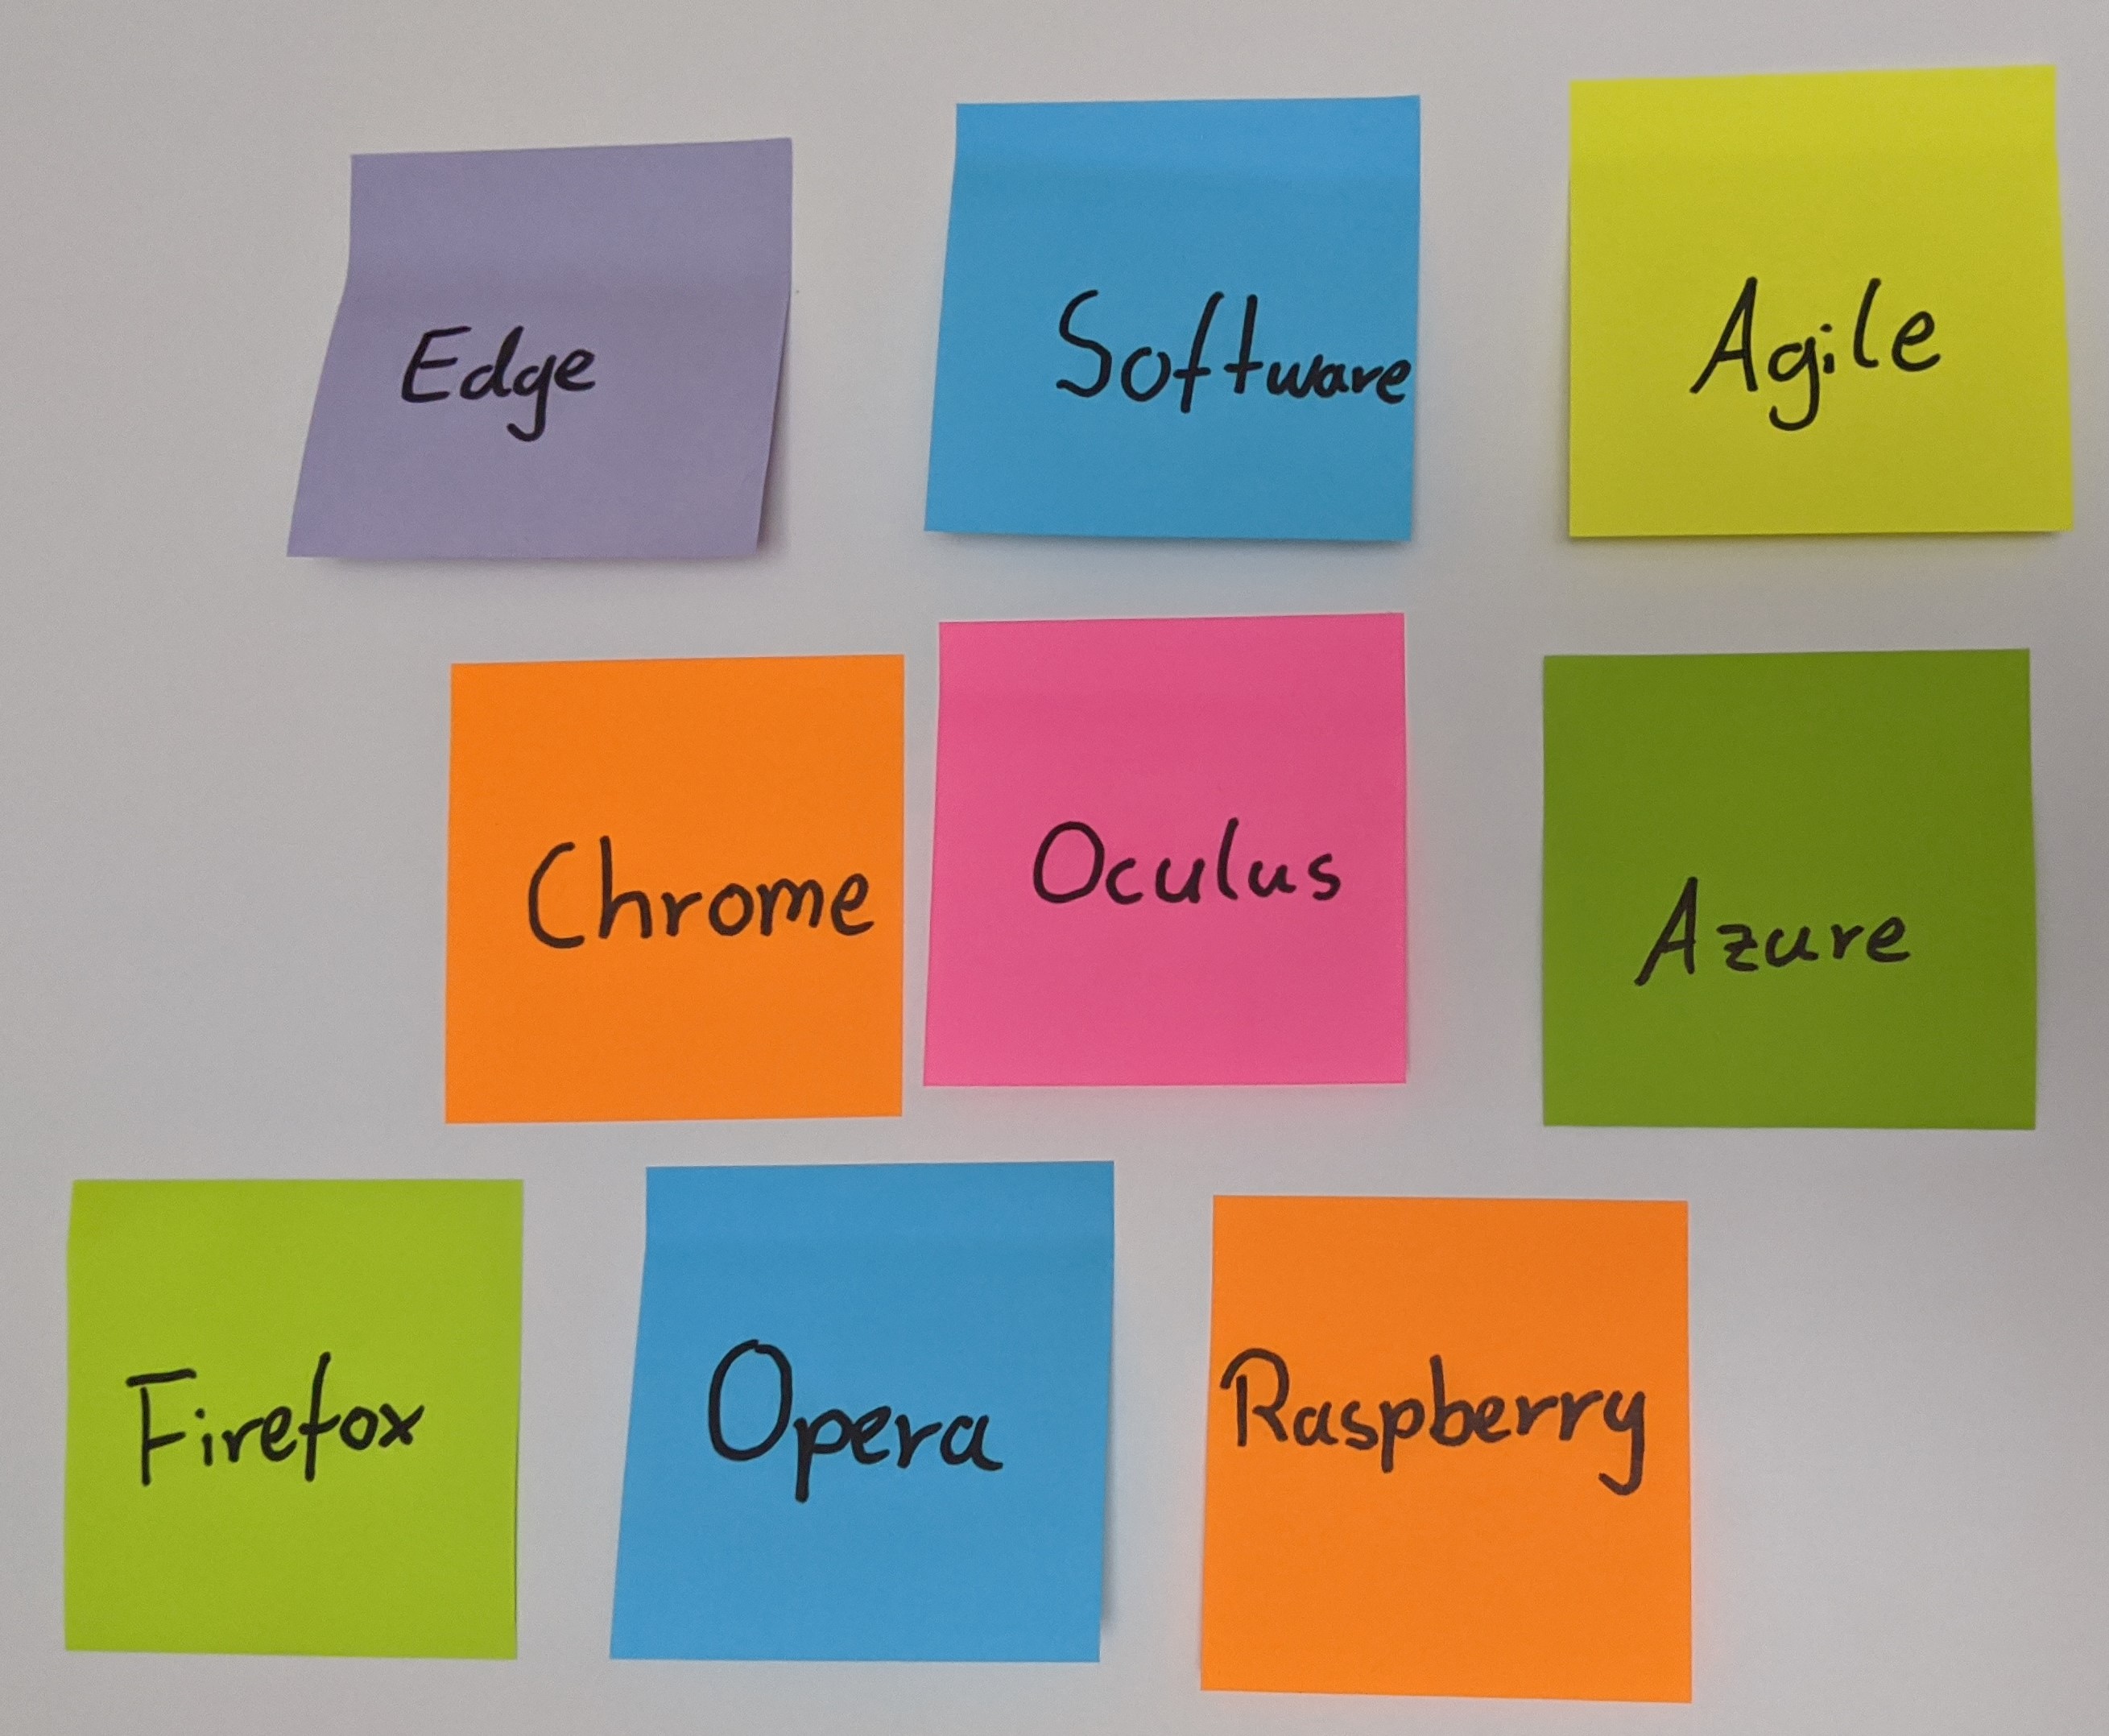 Edge
Software
Agile
Chrome
Oculus
Azure
Firefox
Opera
Raspberry